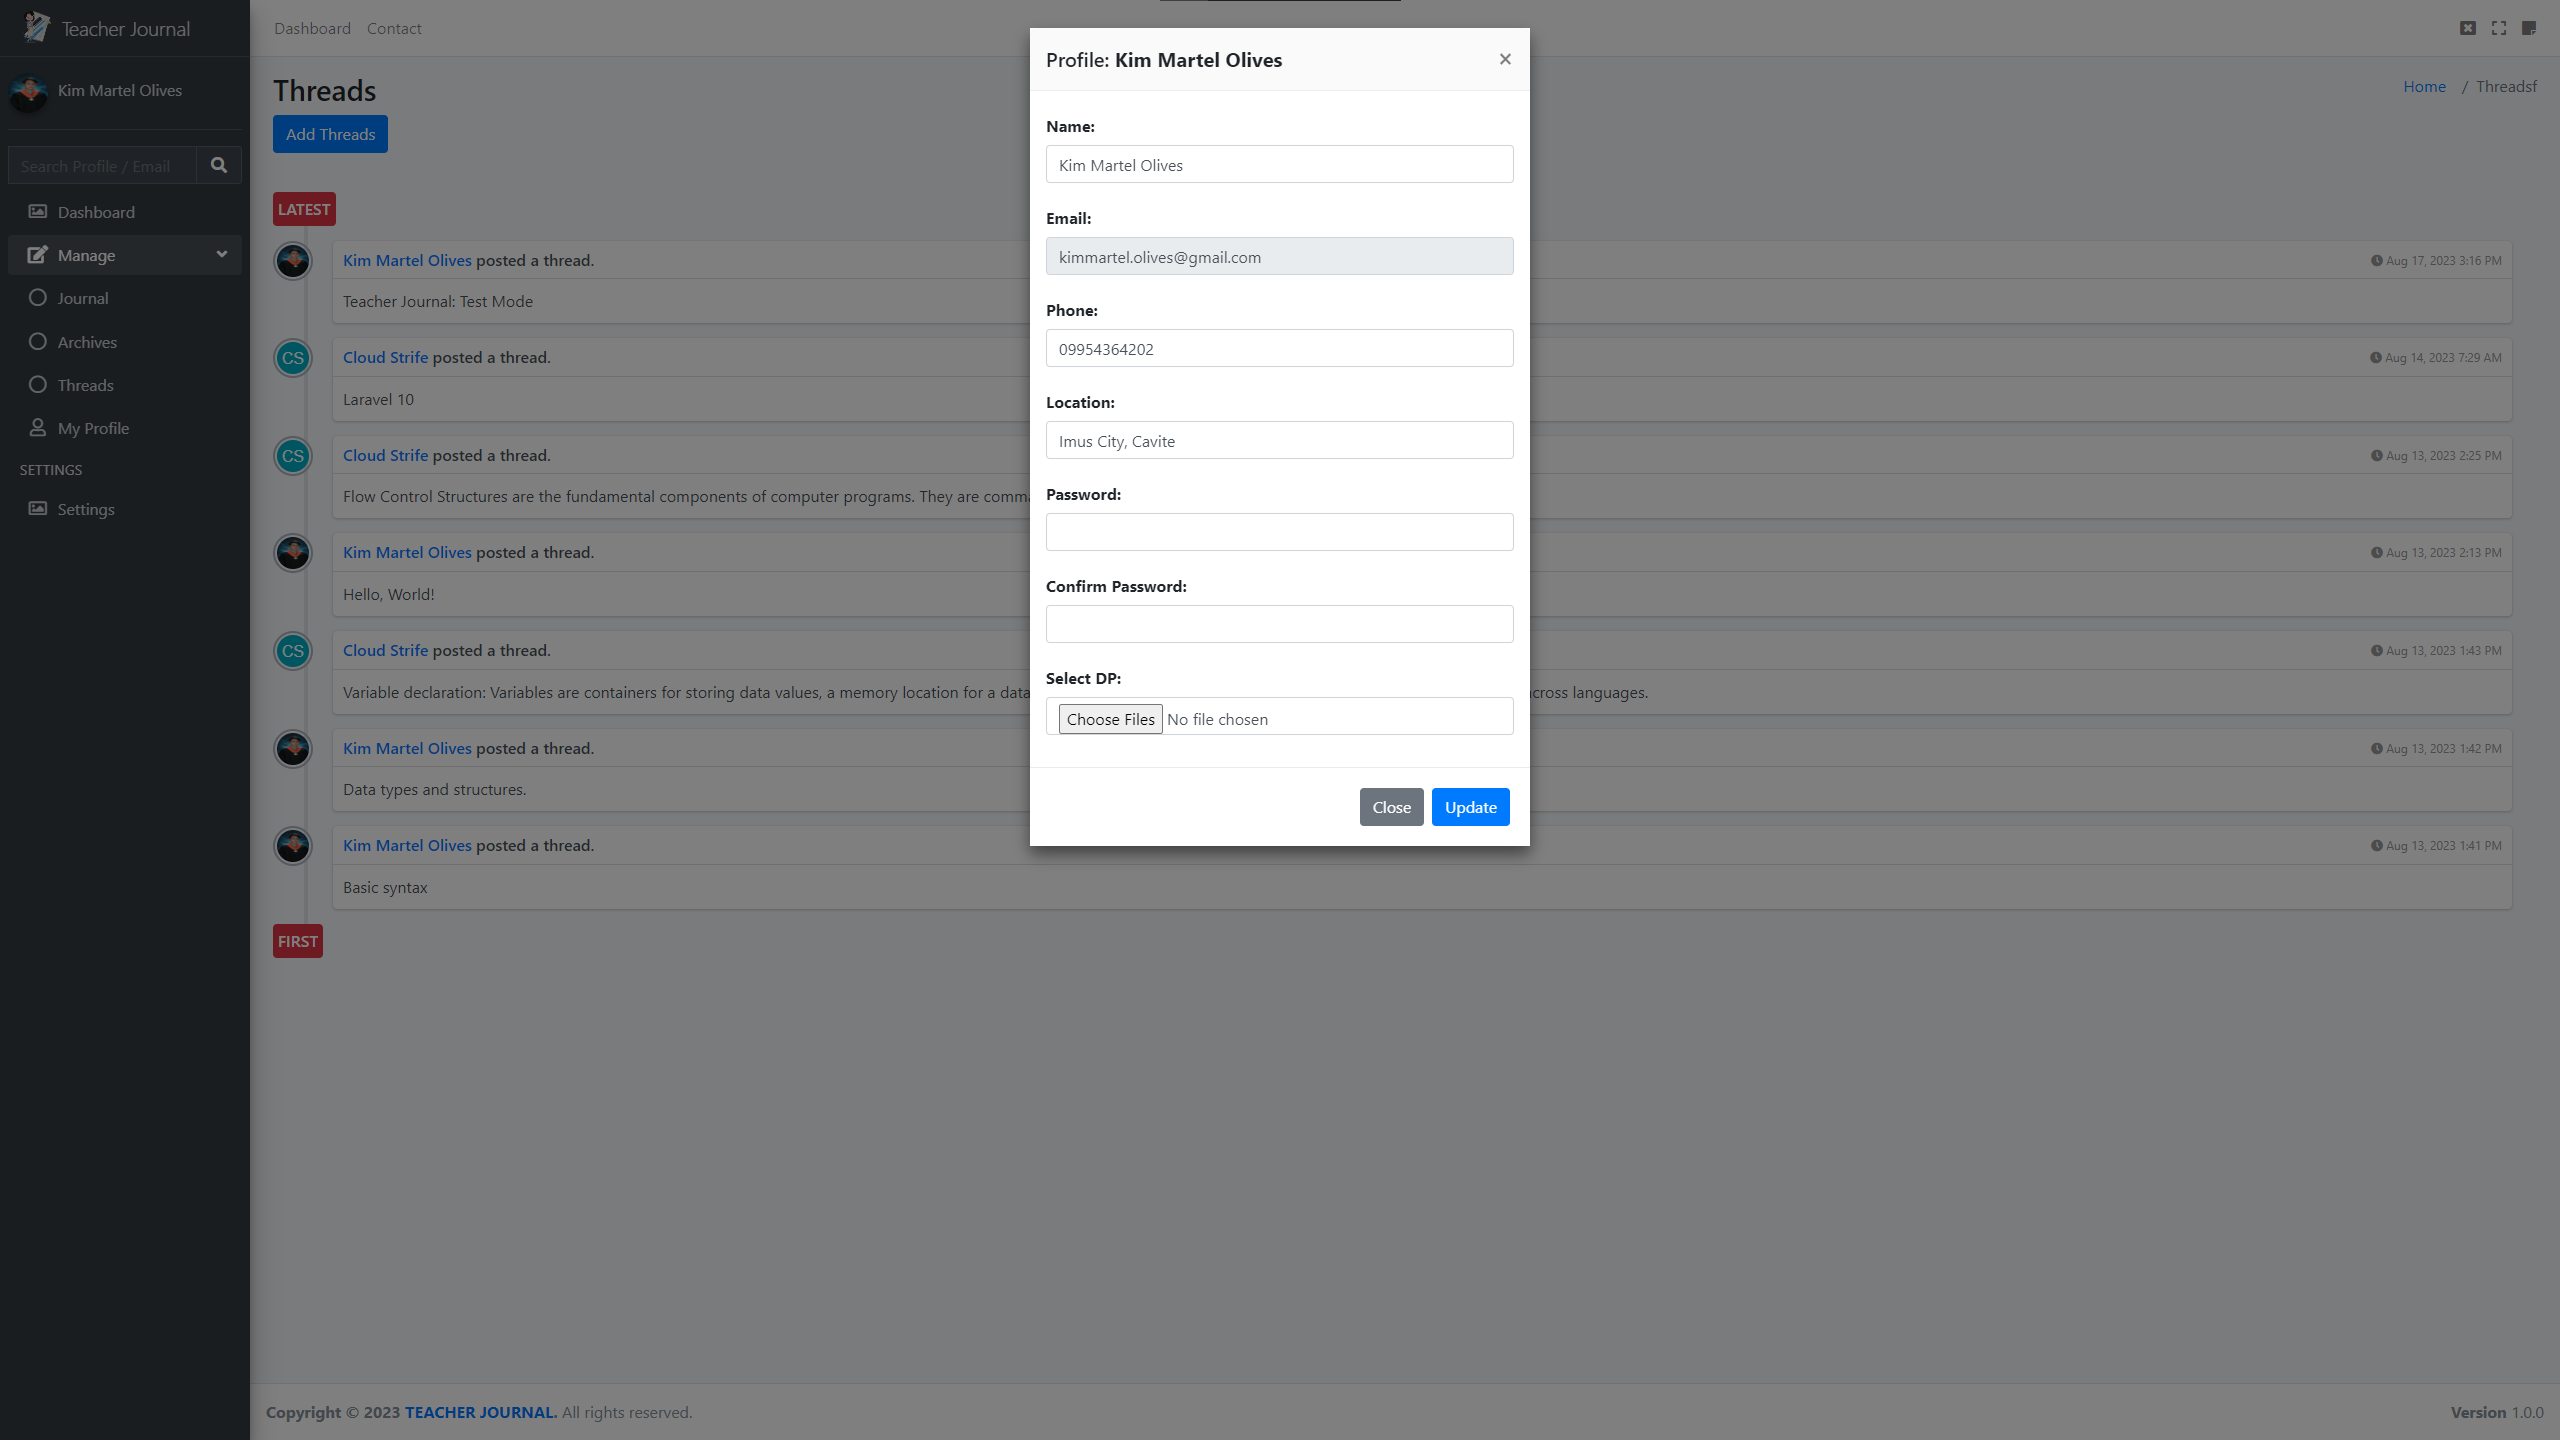 Teacher Journal
Dashboard Contact
Kim Martel Olives
Search Profile / Email
Dashboard
Manage
Journal
Archives
Threads
My Profile
SETTINGS
Settings
Threads
Home / Threadsf
Add Threads
LATEST
Kim Martel Olives posted a thread. Aug 17, 2023 3:16 PM
Teacher Journal: Test Mode
CS
Cloud Strife posted a thread. Aug 14, 2023 7:29 AM
Laravel 10
CS
Cloud Strife posted a thread. Aug 13, 2023 2:25 PM
Flow Control Structures are the fundamental components of computer programs. They are
Kim Martel Olives posted a thread. Aug 13, 2023 2:13 PM
Hello, World!
CS
Cloud Strife posted a thread. Aug 13, 2023 1:43 PM
Variable declaration: Variables are containers for storing data values, a memory location for a data across languages.
Kim Martel Olives posted a thread. Aug 13, 2023 1:42 PM
Data types and structures.
Kim Martel Olives posted a thread. Aug 13, 2023 1:41 PM
Basic syntax
FIRST
Profile: Kim Martel Olives
×
Name:
Kim Martel Olives
Email:
kimmartel.olives@gmail.com
Phone:
09954364202
Location:
Imus City, Cavite
Password:
Confirm Password:
Select DP:
Choose Files No file chosen
Close Update
Copyright © 2023 TEACHER JOURNAL. All rights reserved.
Version 1.0.0